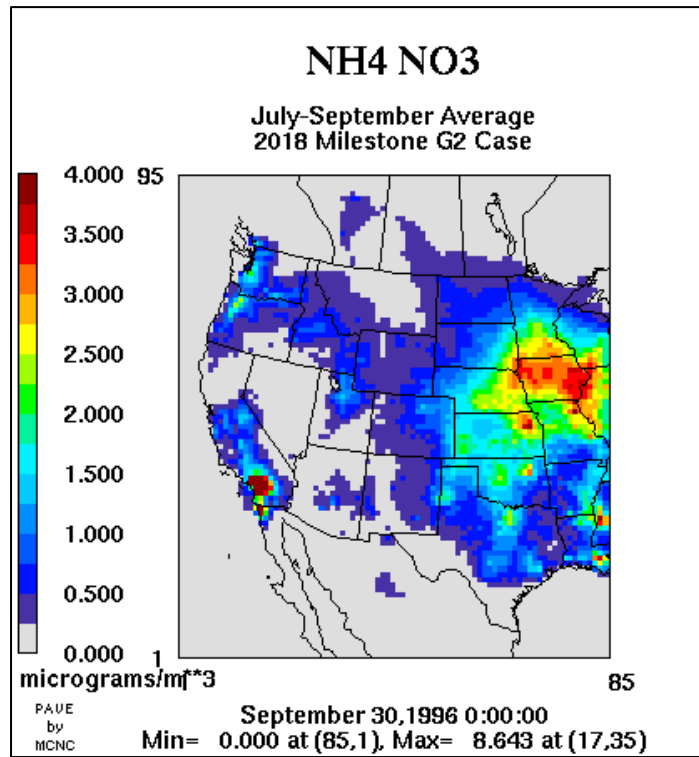 NH4 NO3
July-September Average
2018 Milestone G2 Case
4.000
3.500
3.000
2.500
2.000
1.500
1.000
0.500
0.000
95
1
85
micrograms/m**3
PAVE
by
MCNC
September 30,1996 0:00:00
Min= 0.000 at (85,1), Max= 8.643 at (17,35)